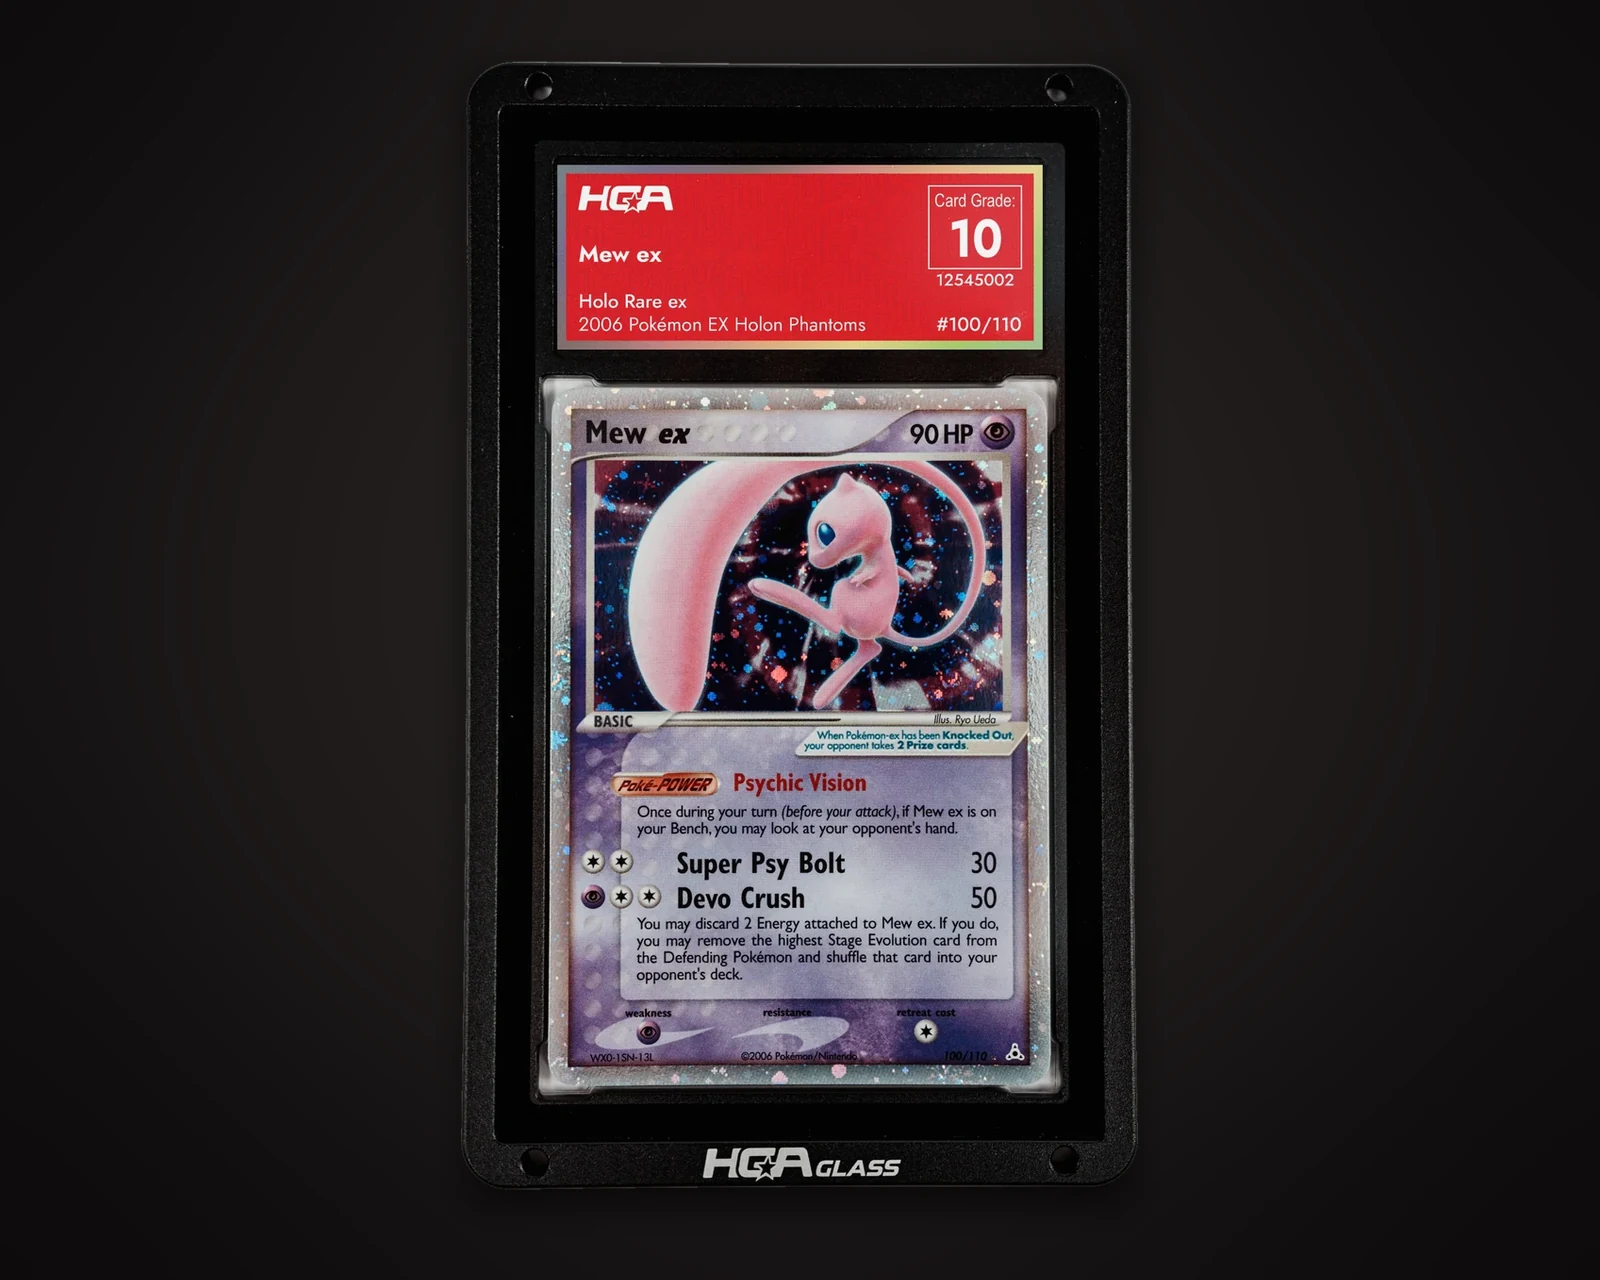 HGA
Card Grade:
10
12545002
Mew ex
Holo Rare ex
2006 Pokémon EX Holon Phantoms
#100/110
Mew ex
90 HP
BASIC
Illus. Ryo Ueda
When Pokémon-ex has been Knocked Out,
your opponent takes 2 Prize cards.
Poké-POWER Psychic Vision
Once during your turn (before your attack), if Mew ex is on
your Bench, you may look at your opponent's hand.
Super Psy Bolt 30
Devo Crush 50
You may discard 2 Energy attached to Mew ex. If you do,
you may remove the highest Stage Evolution card from
the Defending Pokémon and shuffle that card into your
opponent's deck.
weakness resistance retreat cost
WX0-1SN-13L ©2006 Pokémon/Nintendo 100/110
HGA GLASS